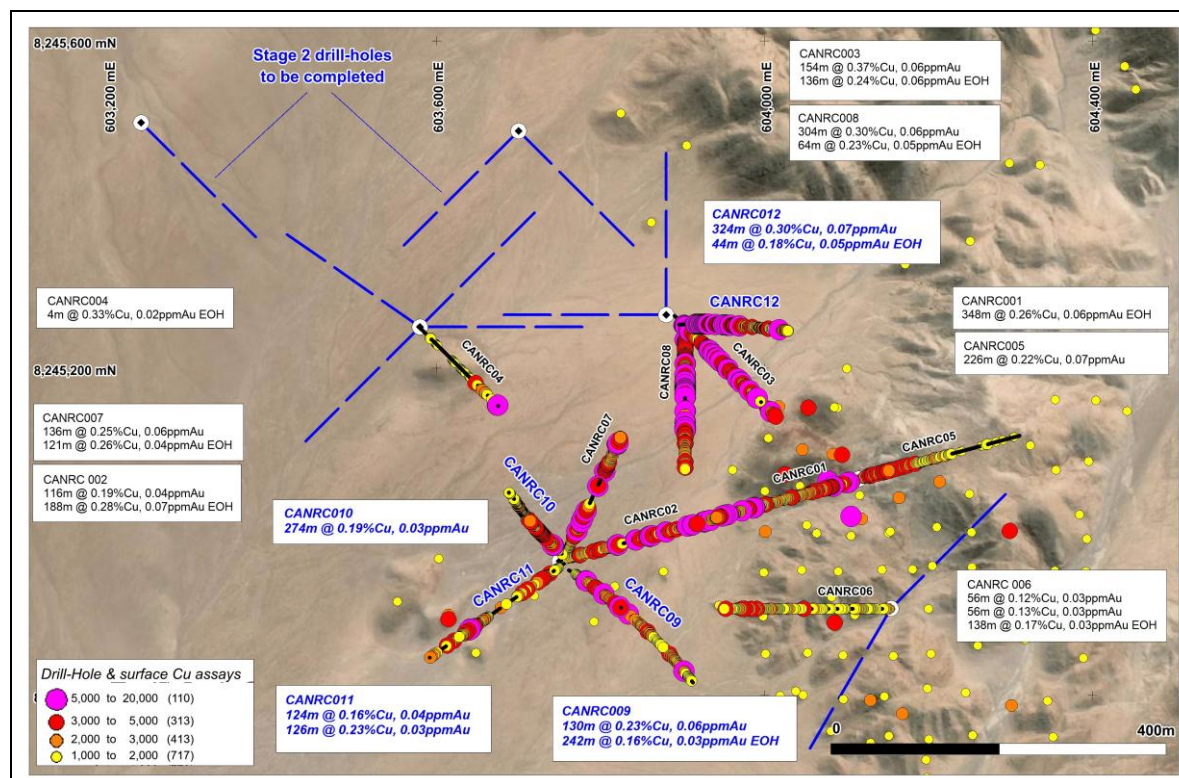 8,245,600 mN
603,200 mE
Stage 2 drill-holes
to be completed
603,600 mE
604,000 mE
604,400 mE
CANRC003
154m @ 0.37%Cu, 0.06ppmAu
136m @ 0.24%Cu, 0.06ppmAu EOH
CANRC008
304m @ 0.30%Cu, 0.06ppmAu
64m @ 0.23%Cu, 0.05ppmAu EOH
CANRC012
324m @ 0.30%Cu, 0.07ppmAu
44m @ 0.18%Cu, 0.05ppmAu EOH
CANRC004
4m @ 0.33%Cu, 0.02ppmAu EOH
CANRC001
348m @ 0.26%Cu, 0.06ppmAu EOH
CANRC005
226m @ 0.22%Cu, 0.07ppmAu
CANRC12
CANRC04
CANRC08
CANRC03
8,245,200 mN
CANRC007
136m @ 0.25%Cu, 0.06ppmAu
121m @ 0.26%Cu, 0.04ppmAu EOH
CANRC 002
116m @ 0.19%Cu, 0.04ppmAu
188m @ 0.28%Cu, 0.07ppmAu EOH
CANRC07
CANRC05
CANRC01
CANRC10
CANRC02
CANRC010
274m @ 0.19%Cu, 0.03ppmAu
CANRC11
CANRC09
CANRC06
CANRC 006
56m @ 0.12%Cu, 0.03ppmAu
56m @ 0.13%Cu, 0.03ppmAu
138m @ 0.17%Cu, 0.03ppmAu EOH
Drill-Hole & surface Cu assays
5,000 to 20,000 (110)
3,000 to 5,000 (313)
2,000 to 3,000 (413)
1,000 to 2,000 (717)
CANRC011
124m @ 0.16%Cu, 0.04ppmAu
126m @ 0.23%Cu, 0.03ppmAu
CANRC009
130m @ 0.23%Cu, 0.06ppmAu
242m @ 0.16%Cu, 0.03ppmAu EOH
0
400m